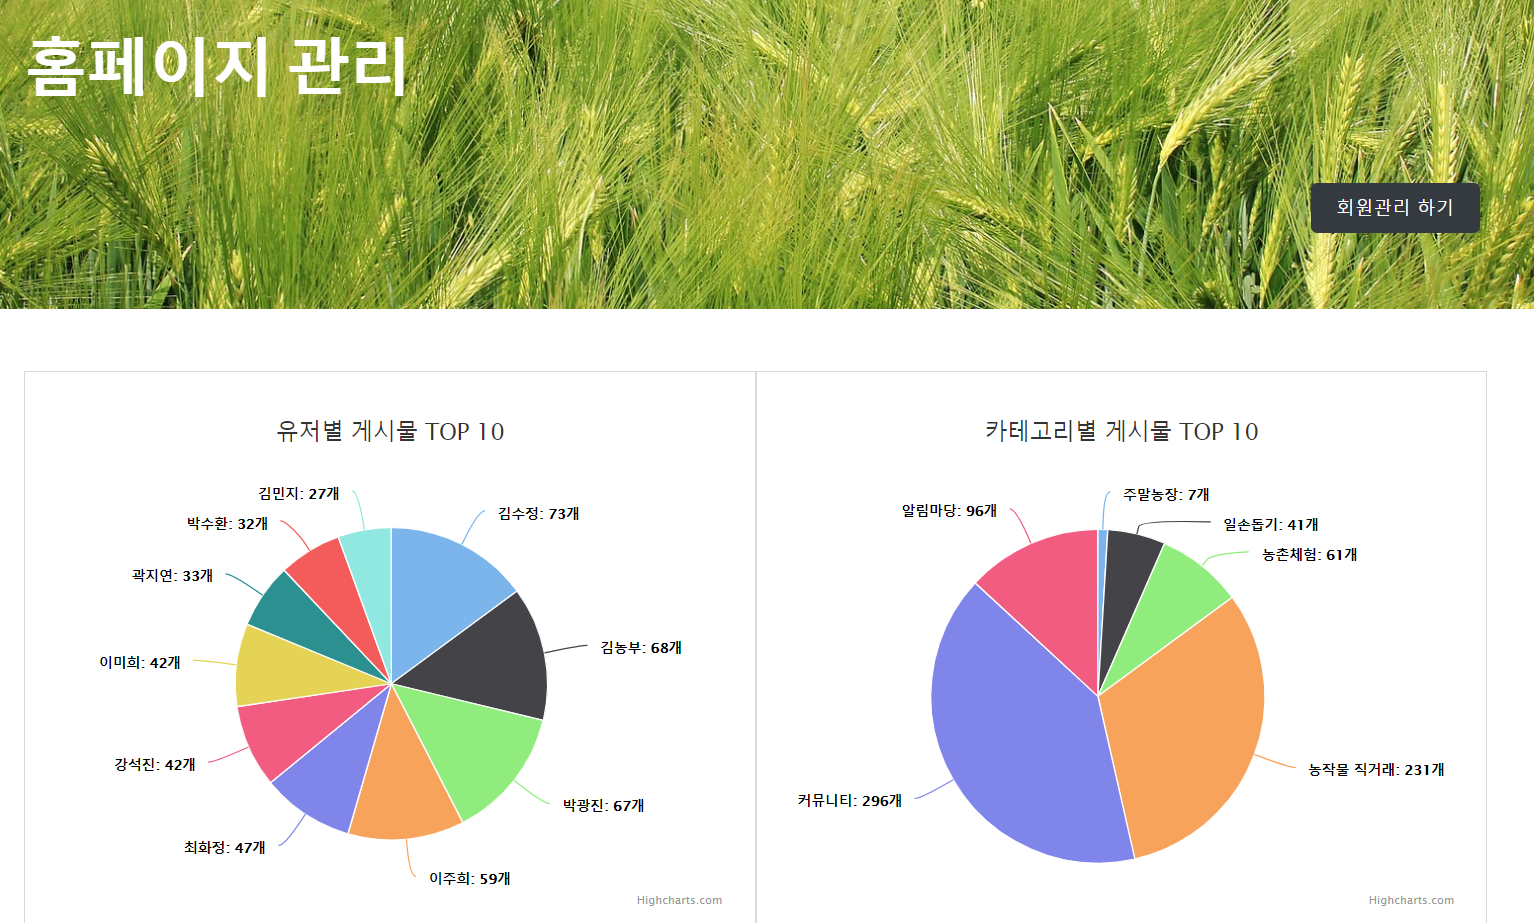 홈페이지 관리
회원관리 하기
유저별 게시물 TOP 10
김민지: 27개
김수정: 73개
박수환: 32개
곽지연: 33개
김농부: 68개
이미희: 42개
강석진: 42개
박광진: 67개
최화정: 47개
이주희: 59개
Highcharts.com
카테고리별 게시물 TOP 10
주말농장: 7개
알림마당: 96개
일손돕기: 41개
농촌체험: 61개
농작물 직거래: 231개
커뮤니티: 296개
Highcharts.com